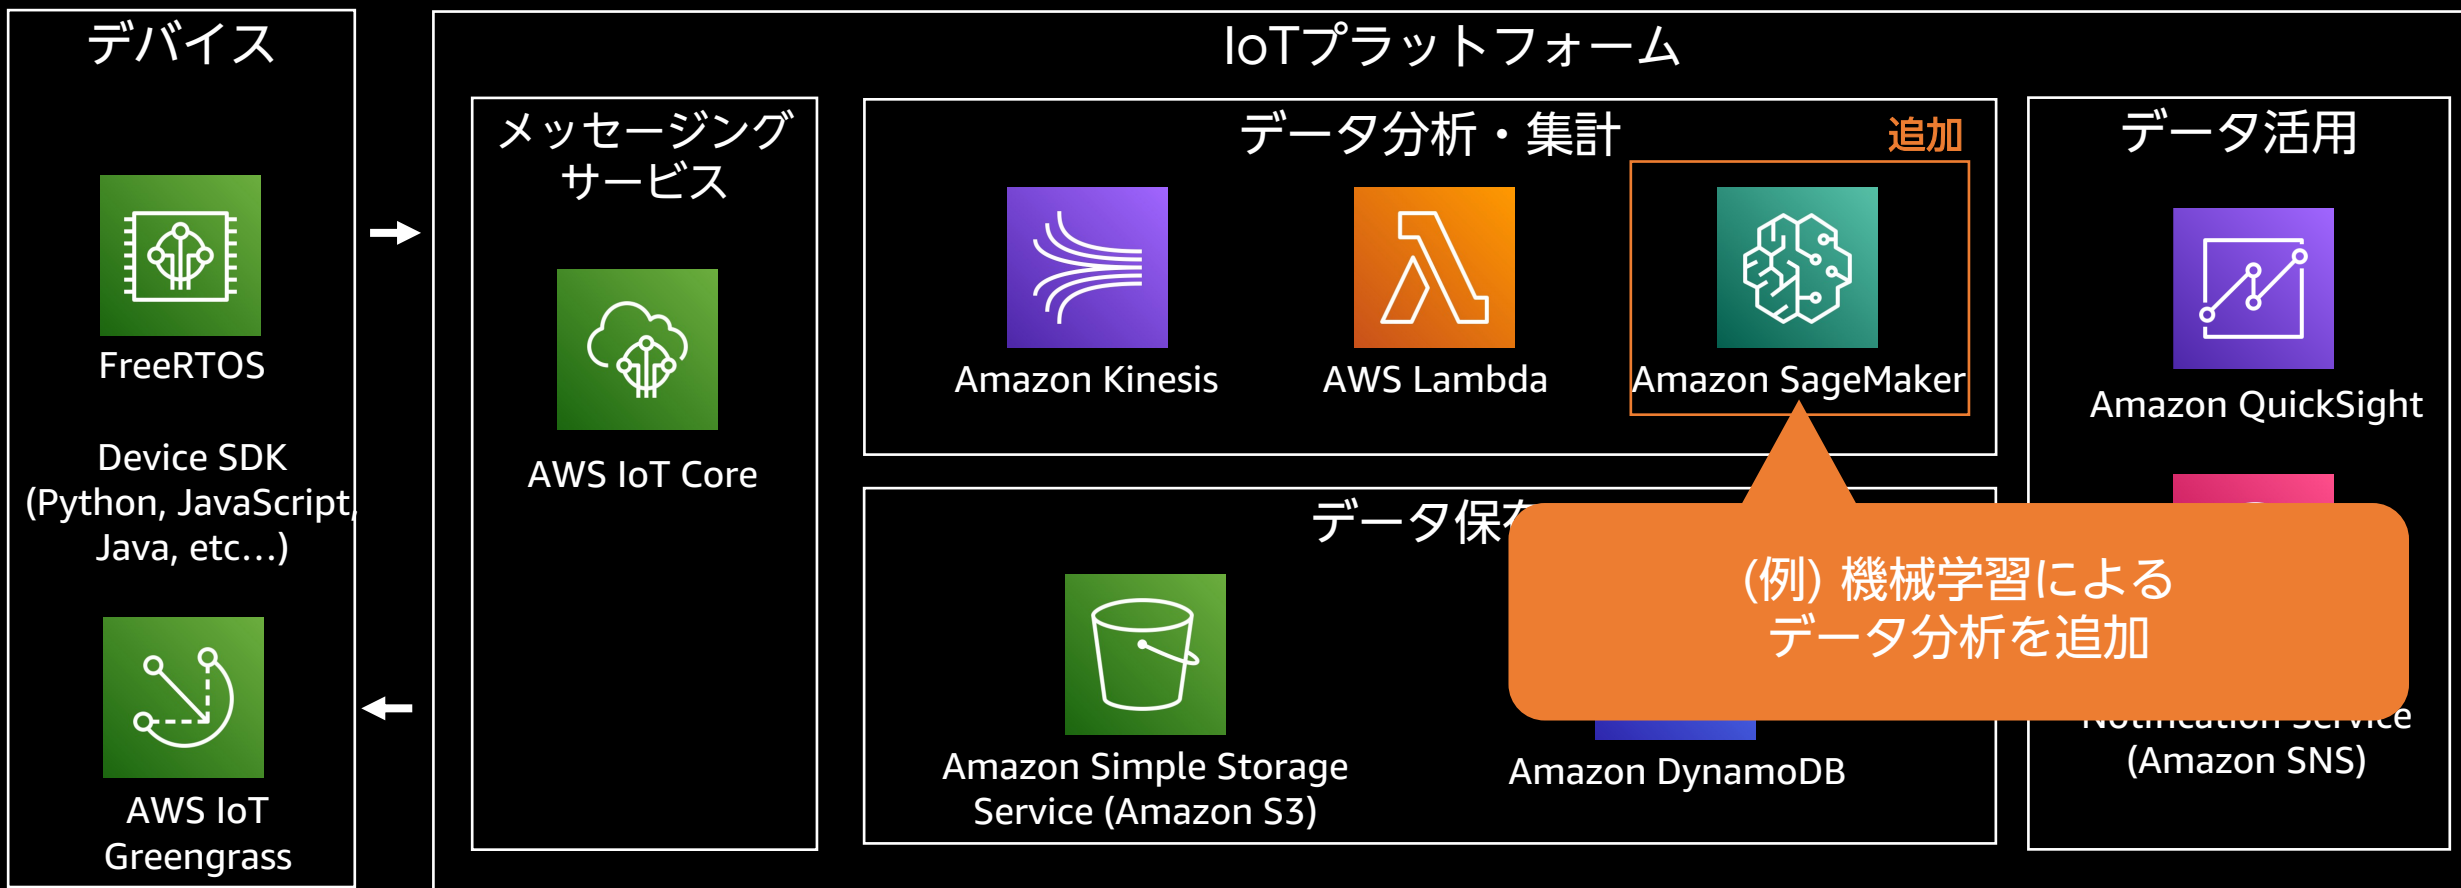 デバイス
FreeRTOS
Device SDK
(Python, JavaScript,
Java, etc...)
AWS IoT
Greengrass
IoTプラットフォーム
メッセージング
サービス
AWS IoT Core
データ分析・集計
追加
Amazon Kinesis
AWS Lambda
Amazon SageMaker
データ保存
Amazon Simple Storage
Service (Amazon S3)
Amazon DynamoDB
(例) 機械学習による
データ分析を追加
データ活用
Amazon QuickSight
Notification Service
(Amazon SNS)